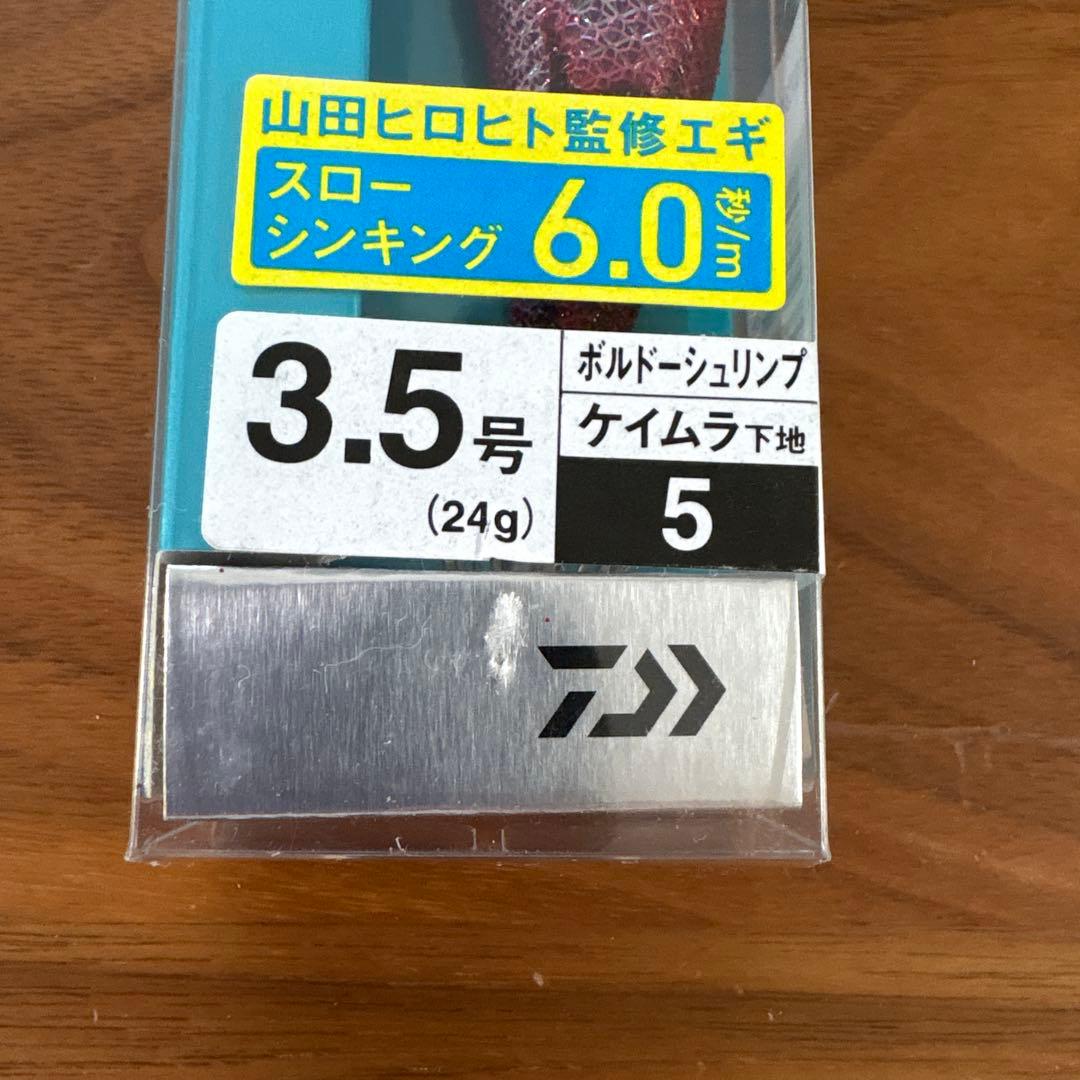 山田ヒロヒト監修エギ
スロー
シンキング 6.0秒/m
3.5号
(24g)
ボルドーシュリンプ
ケイムラ下地
5